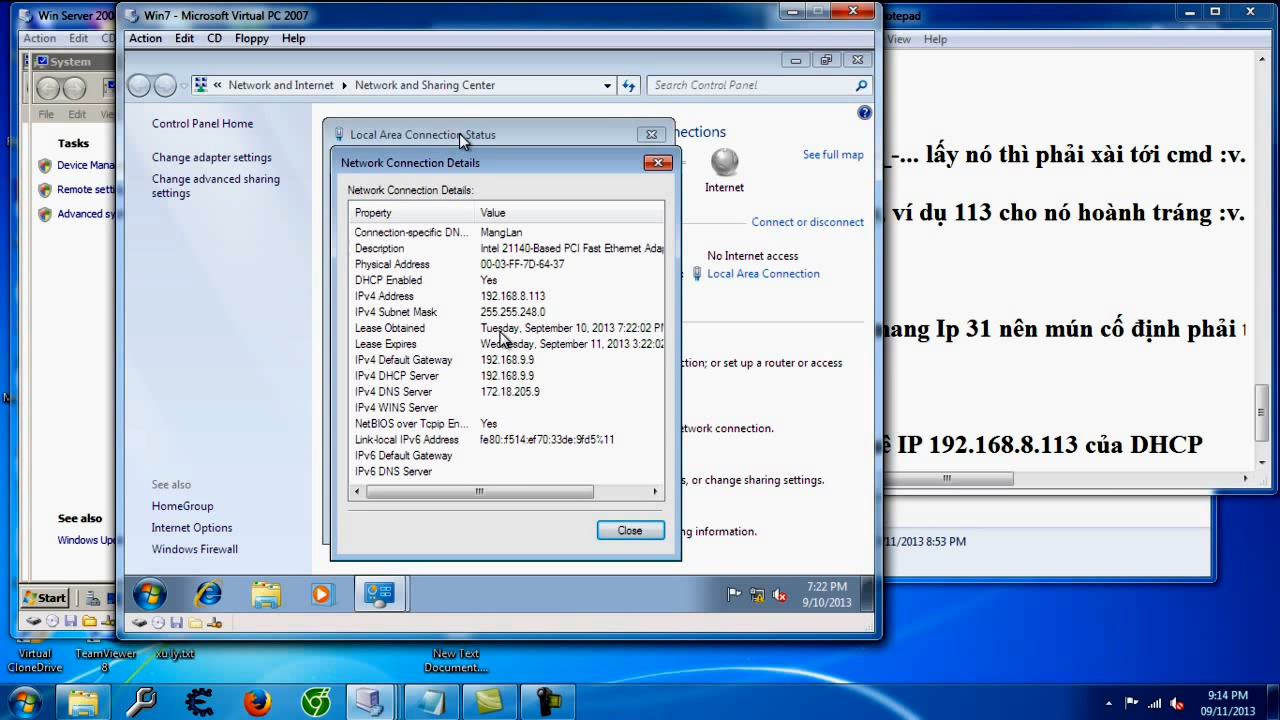 Win Server 200
Win7 - Microsoft Virtual PC 2007
Action Edit CD Floppy Help
Action Edit
View Help
System
Network and Internet
Network and Sharing Center
Search Control Panel
File Edit
Tasks
Device Mana
Remote setti
Advanced sy
See also
Windows Up
Start
Control Panel Home
Change adapter settings
Change advanced sharing
settings
See also
HomeGroup
Internet Options
Windows Firewall
See full map
Internet
Connect or disconnect
No Internet access
Local Area Connection
or set up a router or access
network connection.
or change sharing settings.
information.
Local Area Connection Status
Network Connection Details
Network Connection Details:
Property Value
Connection-specific DN... MangLan
Description Intel 21140-Based PCI Fast Ethernet Ada
Physical Address 00-03-FF-7D-64-37
DHCP Enabled Yes
IPv4 Address 192.168.8.113
IPv4 Subnet Mask 255.255.248.0
Lease Obtained Tuesday, September 10, 2013 7:22:02 P
Lease Expires Wednesday, September 11, 2013 3:22:02
IPv4 Default Gateway 192.168.9.9
IPv4 DHCP Server 192.168.9.9
IPv4 DNS Server 172.18.205.9
IPv4 WINS Server
NetBIOS over Tcpip En... Yes
Link-local IPv6 Address fe80::f514:ef70:33de:9fd5%11
IPv6 Default Gateway
IPv6 DNS Server
Close
7:22 PM
9/10/2013
_-... lấy nó thì phải xài tới cmd :v.
ví dụ 113 cho nó hoành tráng :v.
Ip 31 nên mún cố định phải
IP 192.168.8.113 của DHCP
/11/2013 8:53 PM
Virtual
CloneDrive
TeamViewer
8
xu ly.txt
New Text
Document....
9:14 PM
09/11/2013